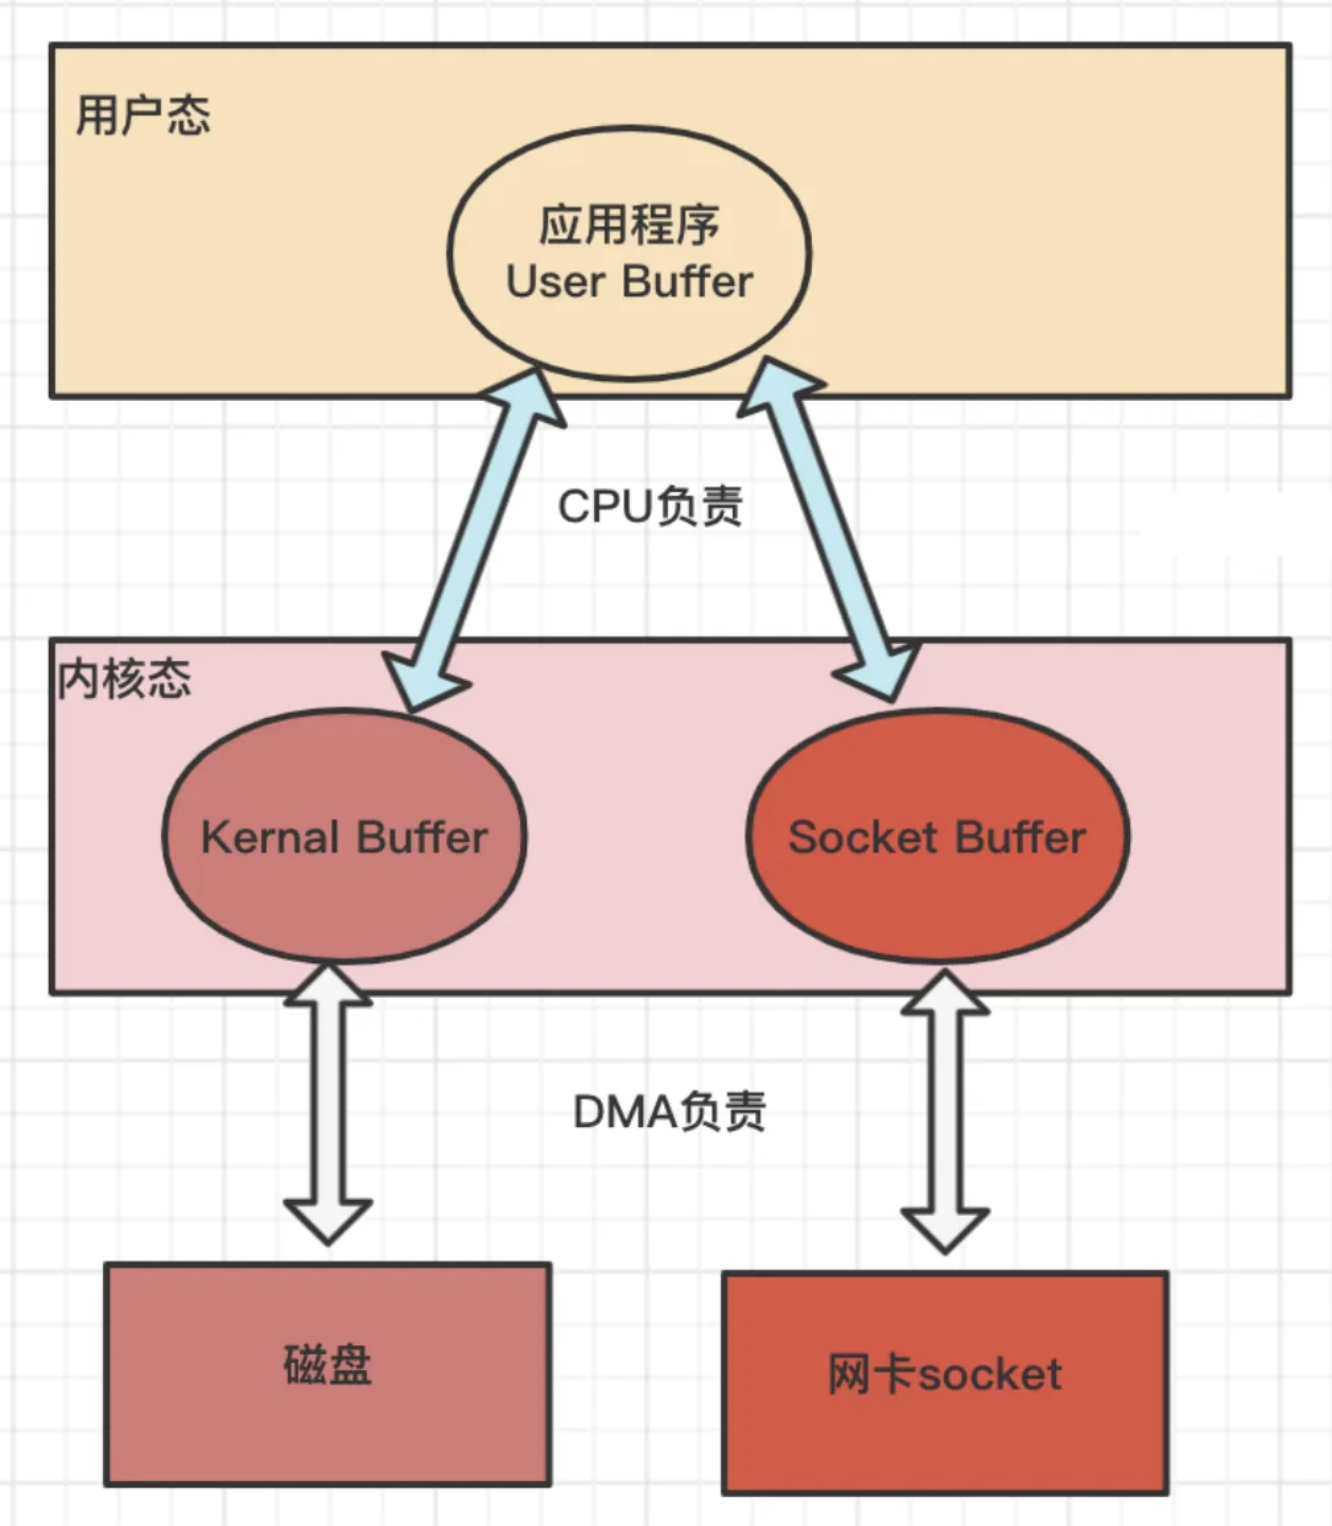 用户态
应用程序
User Buffer
CPU负责
内核态
Kernal Buffer
Socket Buffer
DMA负责
磁盘
网卡socket